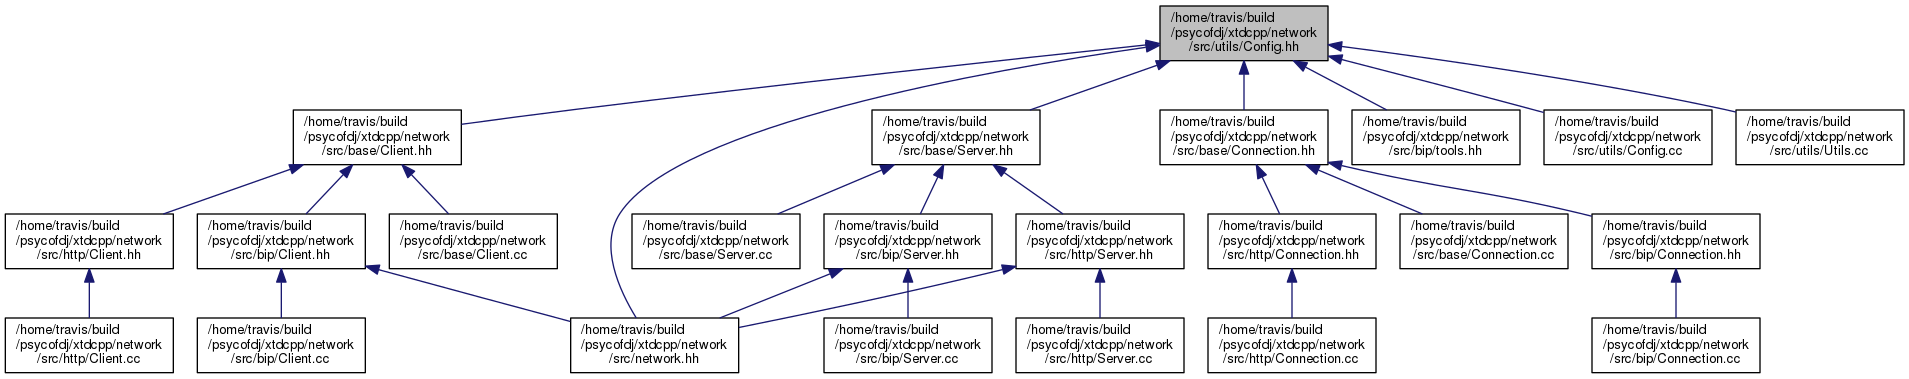 /home/travis/build
/psycofdj/xtdcpp/network
/src/utils/Config.hh
/home/travis/build
/psycofdj/xtdcpp/network
/src/base/Client.hh
/home/travis/build
/psycofdj/xtdcpp/network
/src/base/Server.hh
/home/travis/build
/psycofdj/xtdcpp/network
/src/base/Connection.hh
/home/travis/build
/psycofdj/xtdcpp/network
/src/bip/tools.hh
/home/travis/build
/psycofdj/xtdcpp/network
/src/utils/Config.cc
/home/travis/build
/psycofdj/xtdcpp/network
/src/utils/Utils.cc
/home/travis/build
/psycofdj/xtdcpp/network
/src/http/Client.hh
/home/travis/build
/psycofdj/xtdcpp/network
/src/bip/Client.hh
/home/travis/build
/psycofdj/xtdcpp/network
/src/base/Client.cc
/home/travis/build
/psycofdj/xtdcpp/network
/src/base/Server.cc
/home/travis/build
/psycofdj/xtdcpp/network
/src/bip/Server.hh
/home/travis/build
/psycofdj/xtdcpp/network
/src/http/Server.hh
/home/travis/build
/psycofdj/xtdcpp/network
/src/http/Connection.hh
/home/travis/build
/psycofdj/xtdcpp/network
/src/base/Connection.cc
/home/travis/build
/psycofdj/xtdcpp/network
/src/bip/Connection.hh
/home/travis/build
/psycofdj/xtdcpp/network
/src/http/Client.cc
/home/travis/build
/psycofdj/xtdcpp/network
/src/bip/Client.cc
/home/travis/build
/psycofdj/xtdcpp/network
/src/network.hh
/home/travis/build
/psycofdj/xtdcpp/network
/src/bip/Server.cc
/home/travis/build
/psycofdj/xtdcpp/network
/src/http/Server.cc
/home/travis/build
/psycofdj/xtdcpp/network
/src/http/Connection.cc
/home/travis/build
/psycofdj/xtdcpp/network
/src/bip/Connection.cc